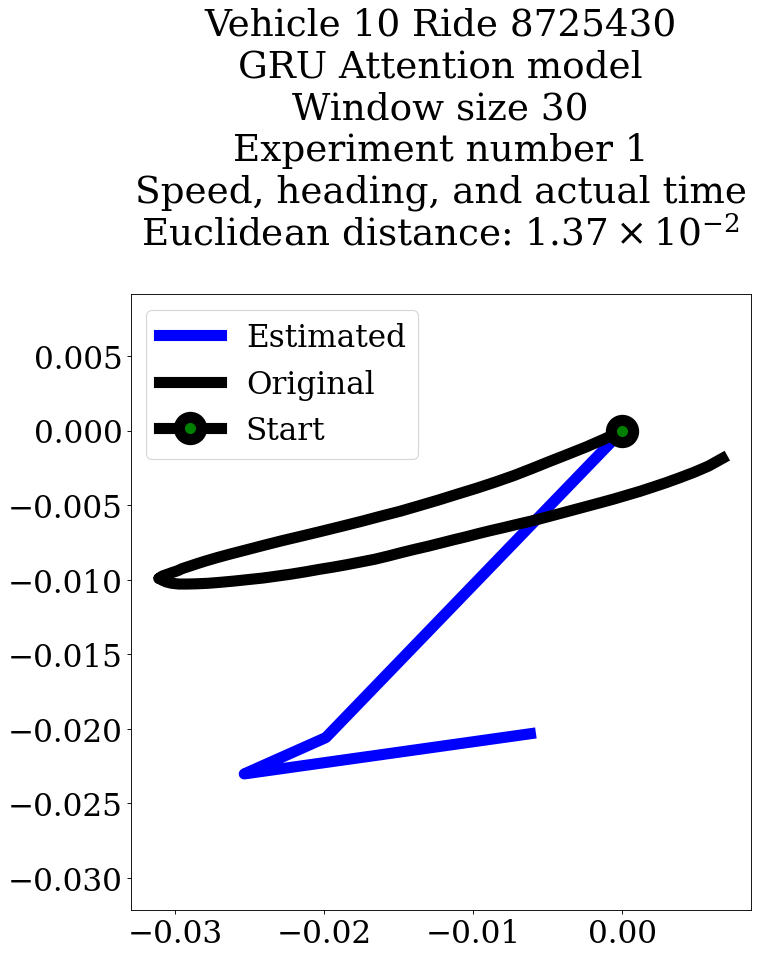 Vehicle 10 Ride 8725430
GRU Attention model
Window size 30
Experiment number 1
Speed, heading, and actual time
Euclidean distance: 1.37 × 10⁻²
Estimated
Original
Start
0.005
0.000
−0.005
−0.010
−0.015
−0.020
−0.025
−0.030
−0.03
−0.02
−0.01
0.00